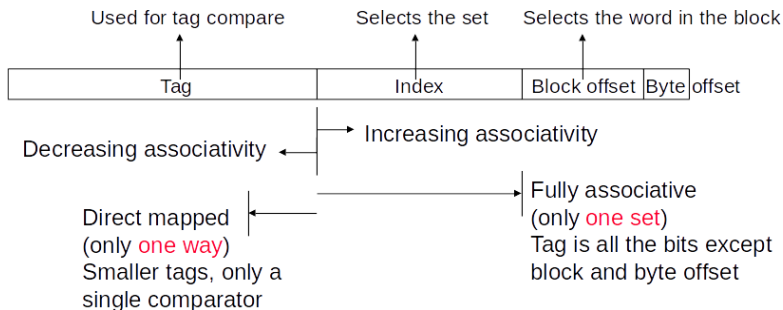 Used for tag compare
Selects the set
Selects the word in the block
Tag
Index
Block offset
Byte offset
Increasing associativity
Decreasing associativity
Fully associative
(only one set)
Tag is all the bits except
block and byte offset
Direct mapped
(only one way)
Smaller tags, only a
single comparator